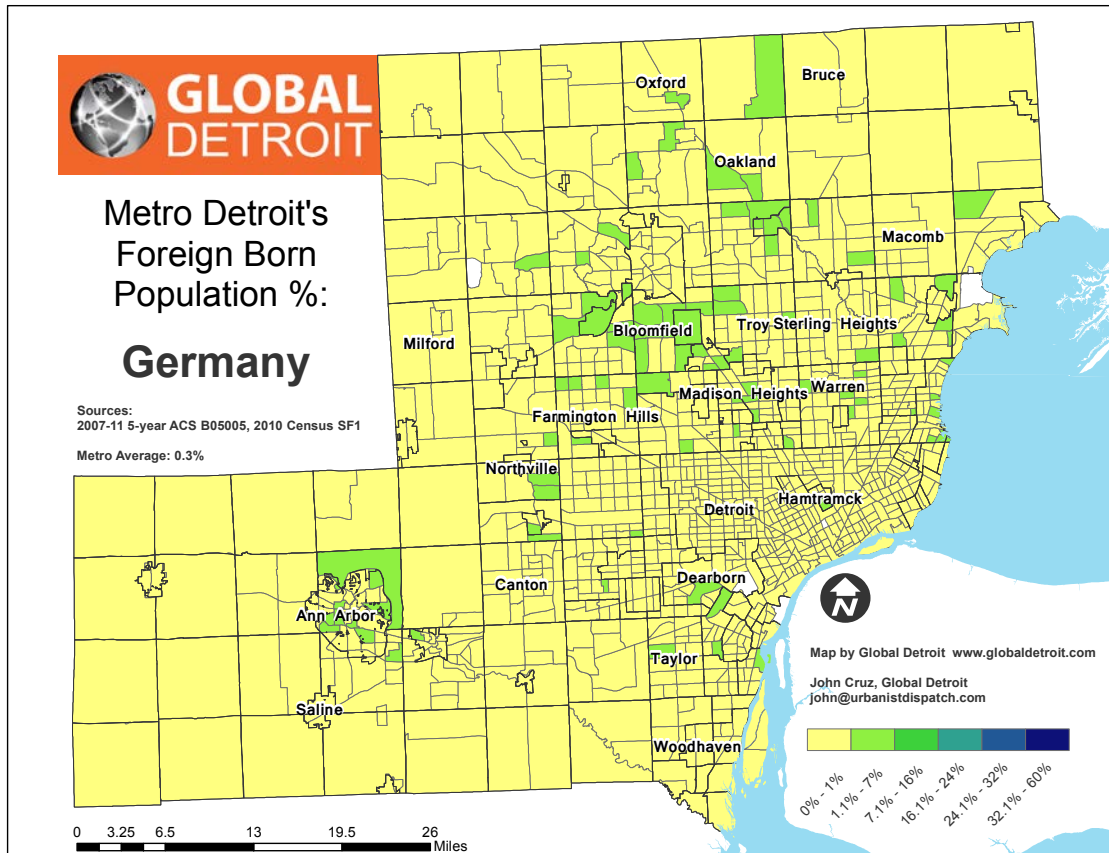 GLOBAL
DETROIT
Metro Detroit's
Foreign Born
Population %:
Germany
Sources:
2007-11 5-year ACS B05005, 2010 Census SF1
Metro Average: 0.3%
Oxford
Bruce
Oakland
Macomb
Milford
Bloomfield
Troy
Sterling Heights
Madison Heights
Warren
Farmington Hills
Northville
Detroit
Hamtramck
Canton
Dearborn
Ann Arbor
Taylor
Saline
Woodhaven
N
Map by Global Detroit www.globaldetroit.com
John Cruz, Global Detroit
john@urbanistdispatch.com
0% - 1%
1.1% - 7%
7.1% - 16%
16.1% - 24%
24.1% - 32%
32.1% - 60%
0 3.25 6.5 13 19.5 26
Miles